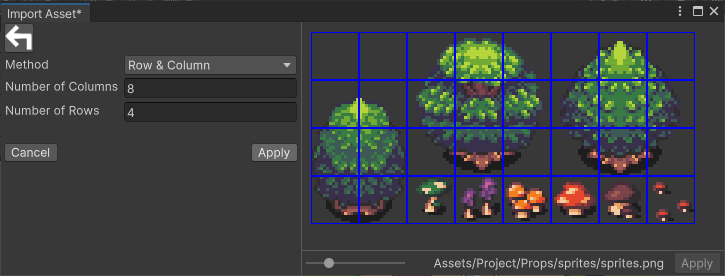 Import Asset*
Method Row & Column
Number of Columns 8
Number of Rows 4
Cancel Apply
Assets/Project/Props/sprites/sprites.png Apply